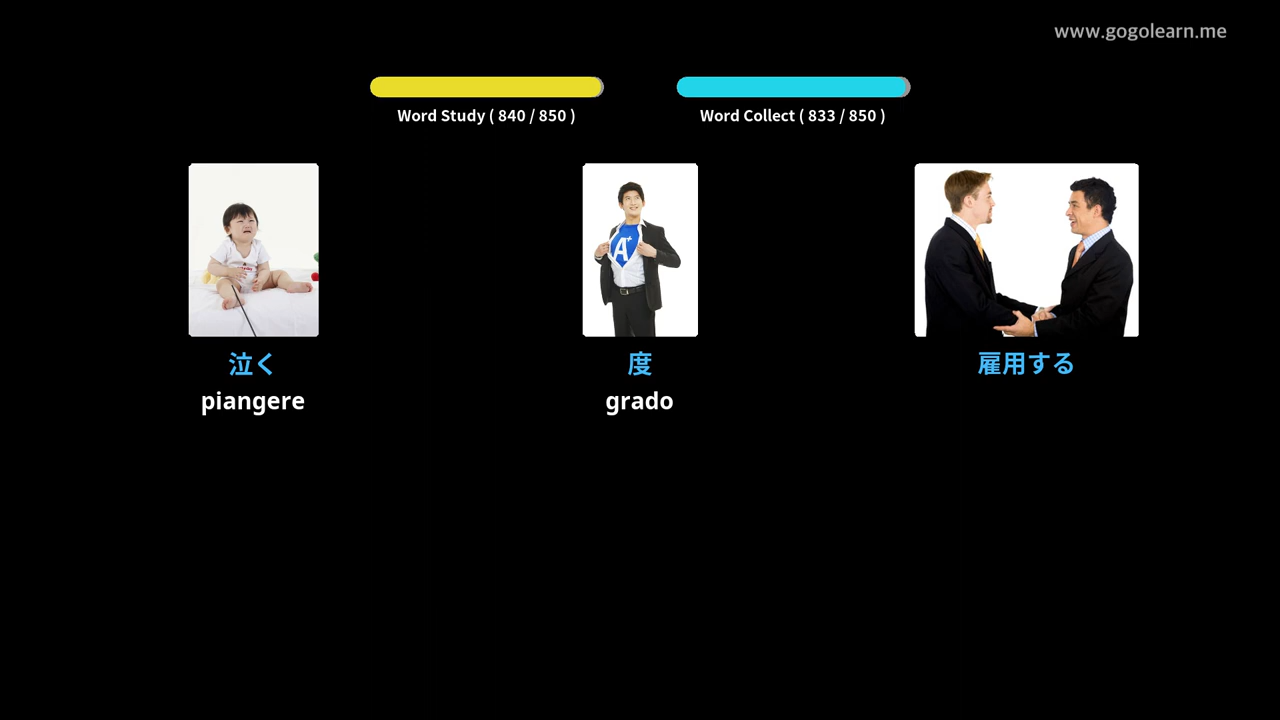 www.gogolearn.me
Word Study ( 840 / 850 )
Word Collect ( 833 / 850 )
A+
泣く
度
雇用する
piangere
grado